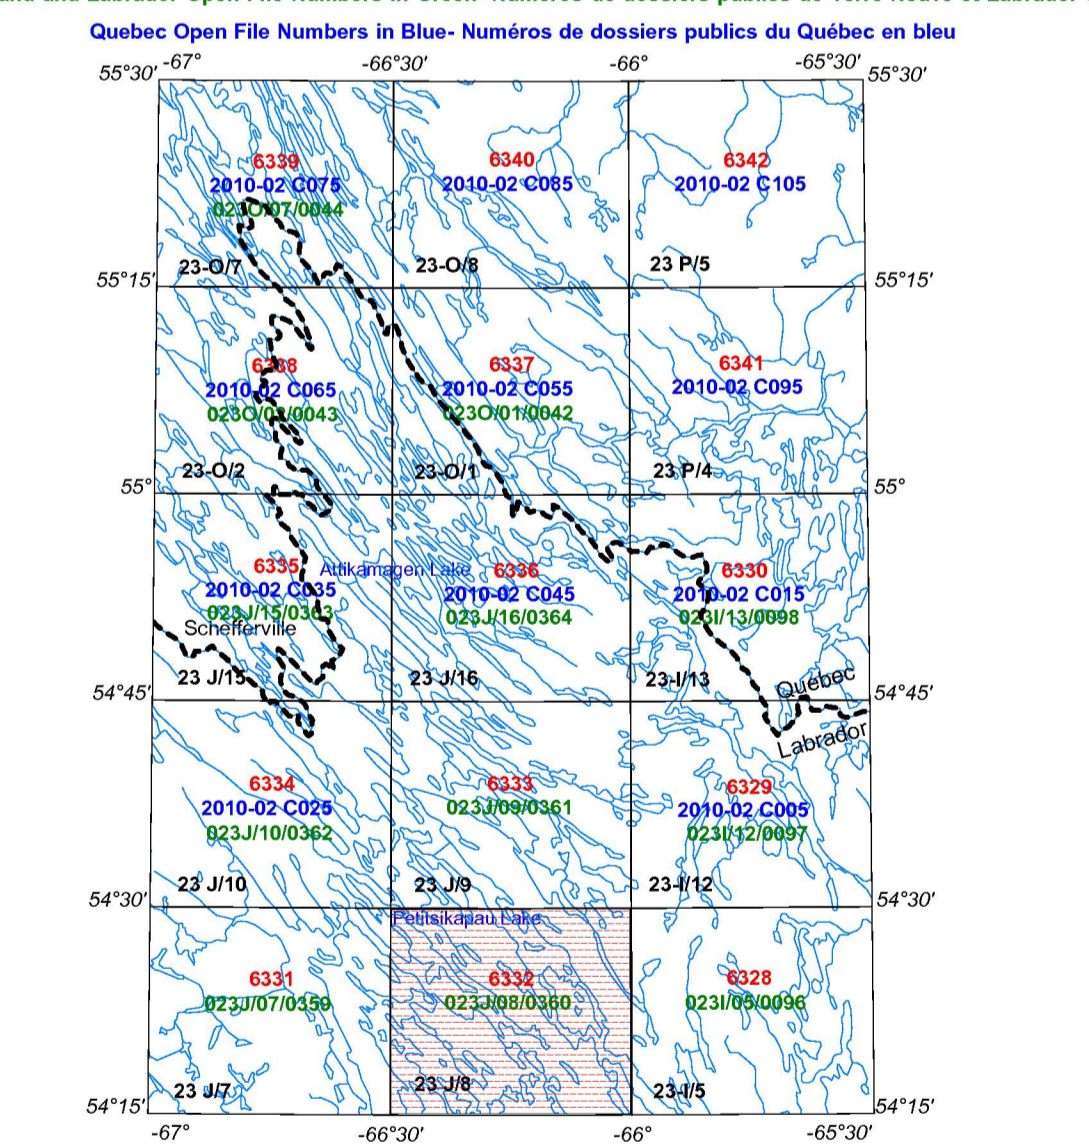 Quebec Open File Numbers in Blue- Numéros de dossiers publics du Québec en bleu
-67° -66°30' -66° -65°30'
55°30' 55°30'
6339 6340 6342
2010-02 C075 2010-02 C085 2010-02 C105
023O/07/0044
23-O/7 23-O/8 23 P/5
55°15' 55°15'
6338 6337 6341
2010-02 C065 2010-02 C055 2010-02 C095
023O/02/0043 023O/01/0042
23-O/2 23-O/1 23 P/4
55° 55°
6335 Attikamagen Lake 6336 6330
2010-02 C035 2010-02 C045 2010-02 C015
023J/15/0363 023J/16/0364 023I/13/0098
Schefferville
23 J/15 23 J/16 23-I/13 Quebec
54°45' 54°45'
Labrador
6334 6333 6329
2010-02 C025 023J/09/0361 2010-02 C005
023J/10/0362 023I/12/0097
23 J/10 23 J/9 23-I/12
54°30' 54°30'
Petitsikapau Lake
6331 6332 6328
023J/07/0359 023J/08/0360 023I/05/0096
23 J/7 23 J/8 23-I/5
54°15' 54°15'
-67° -66°30' -66° -65°30'